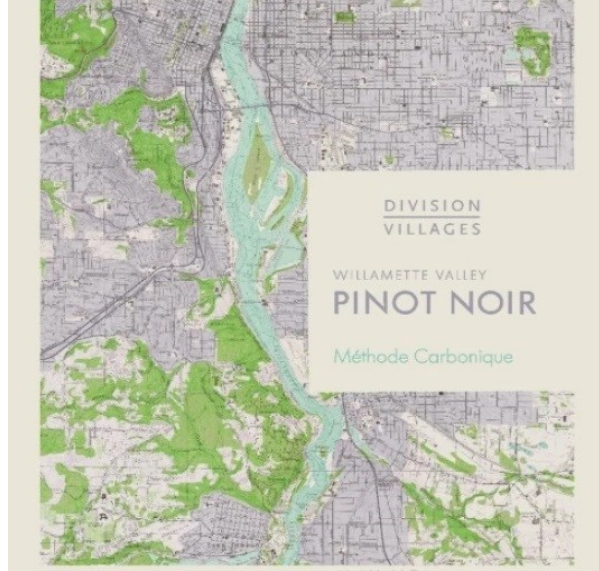 DIVISION
VILLAGES
WILLAMETTE VALLEY
PINOT NOIR
Méthode Carbonique